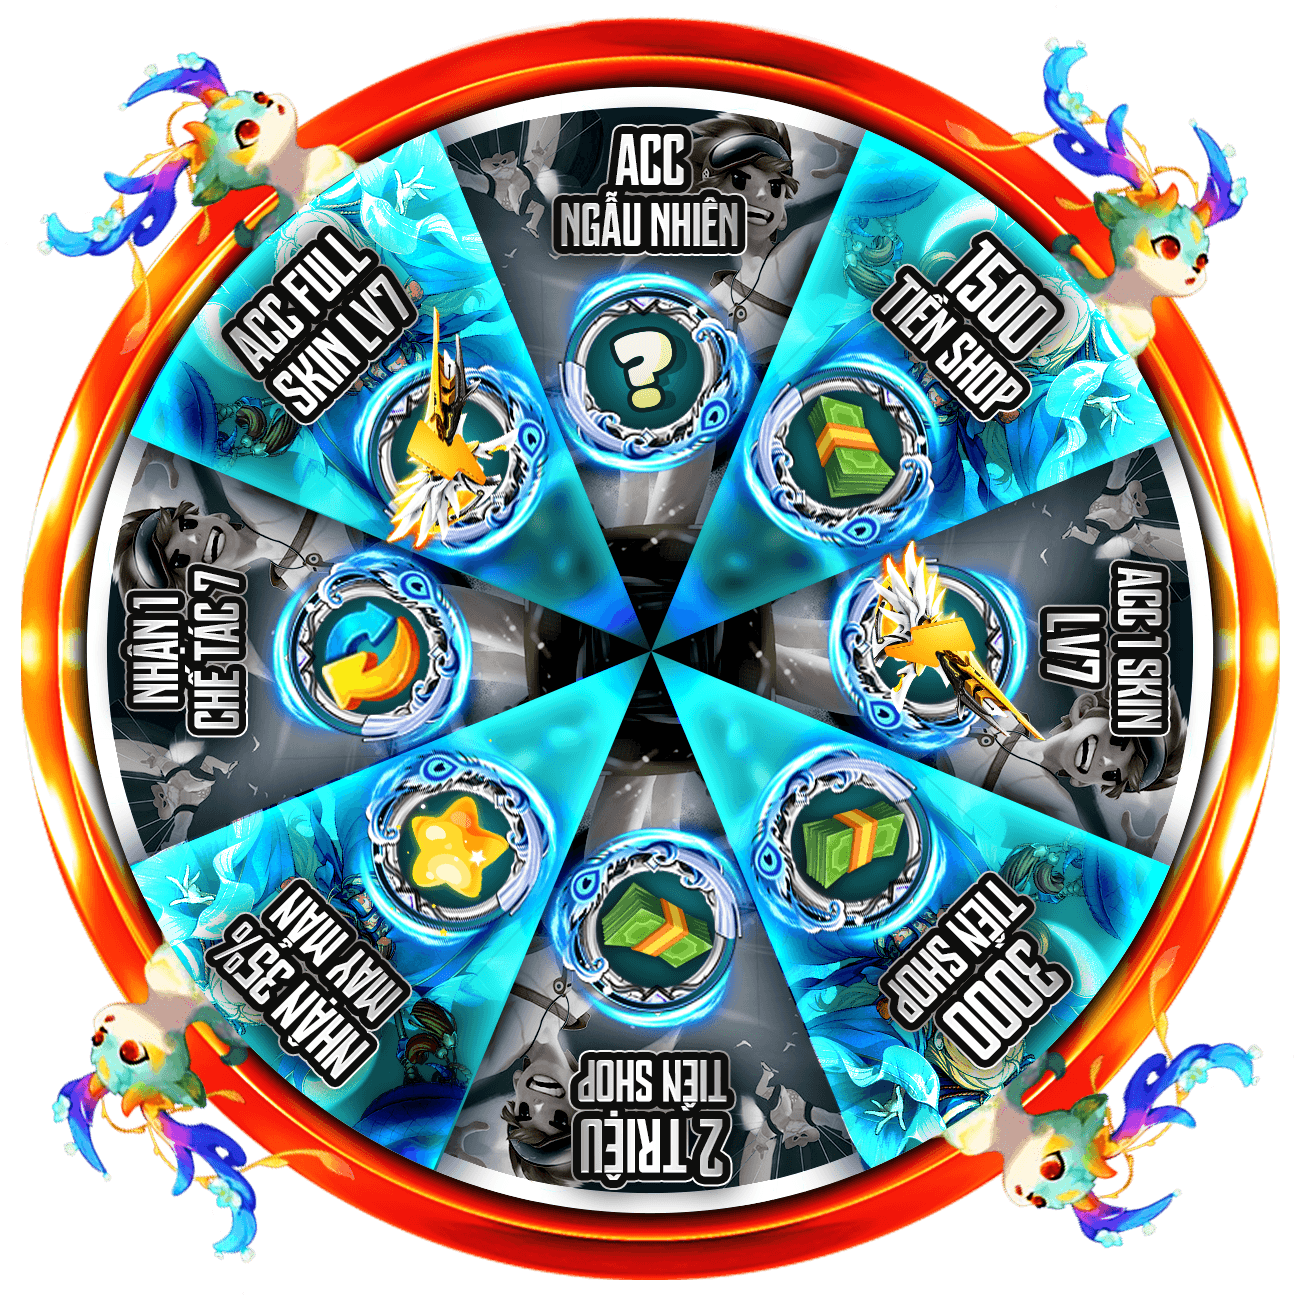 ACC
NGẪU NHIÊN
1500
TIỀN SHOP
ACC 1 SKIN
LV7
3000
TIỀN SHOP
2 TRIỆU
TIỀN SHOP
NHẬN 35%
MAY MẮN
NHẬN 1
CHẾ TÁC 7
ACC FULL
SKIN LV7